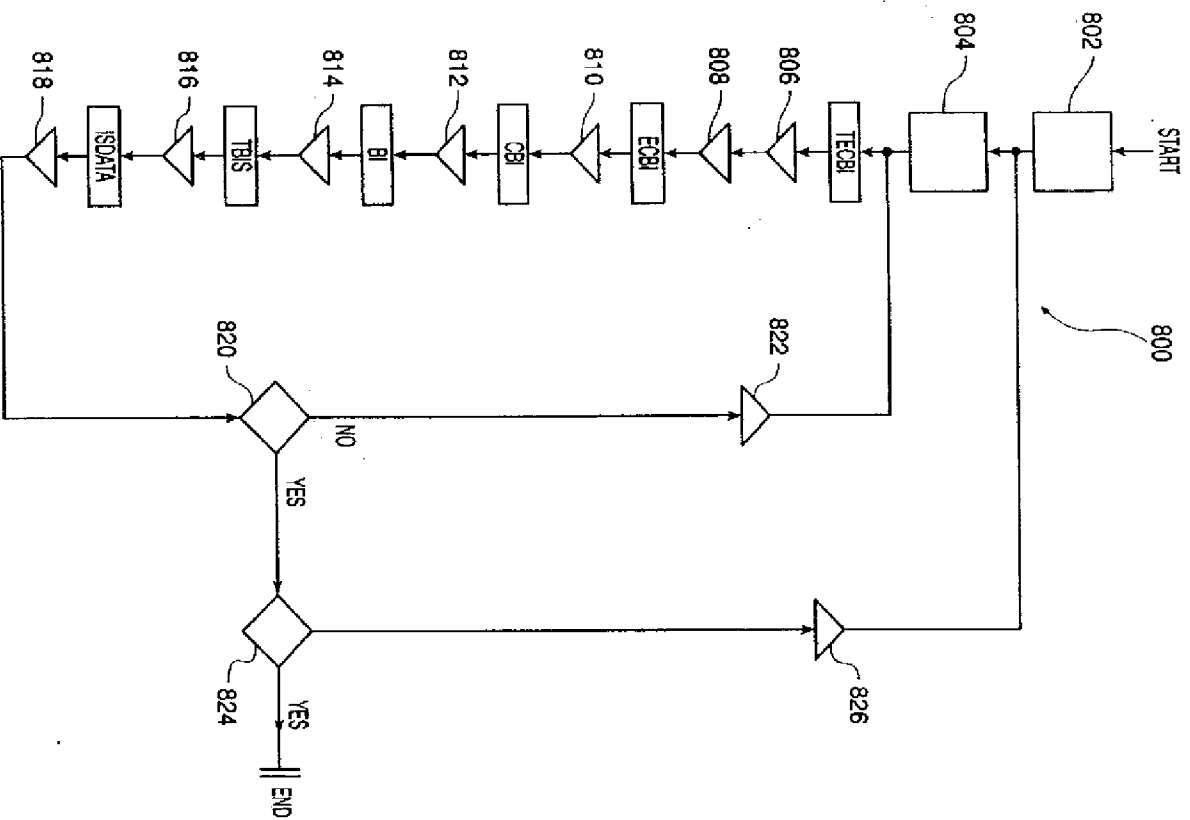 START
800
802
804
TECBI
806
822
826
808
ECBI
810
CBI
812
BI
814
NO
YES
YES
END
TBIS
820
824
816
ISDATA
818